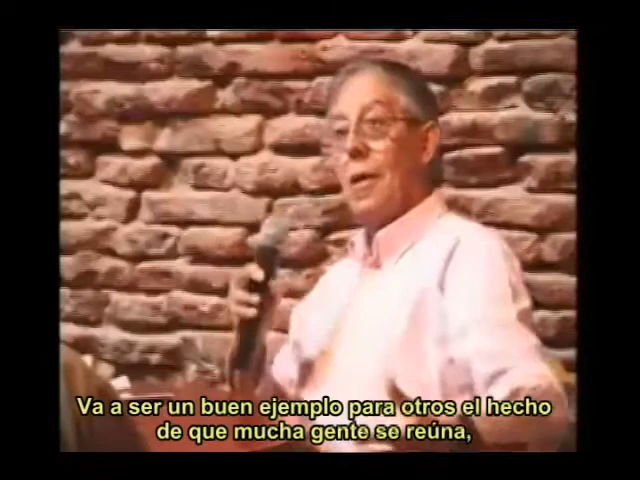 Va a ser un buen ejemplo para otros el hecho
de que mucha gente se reúna,